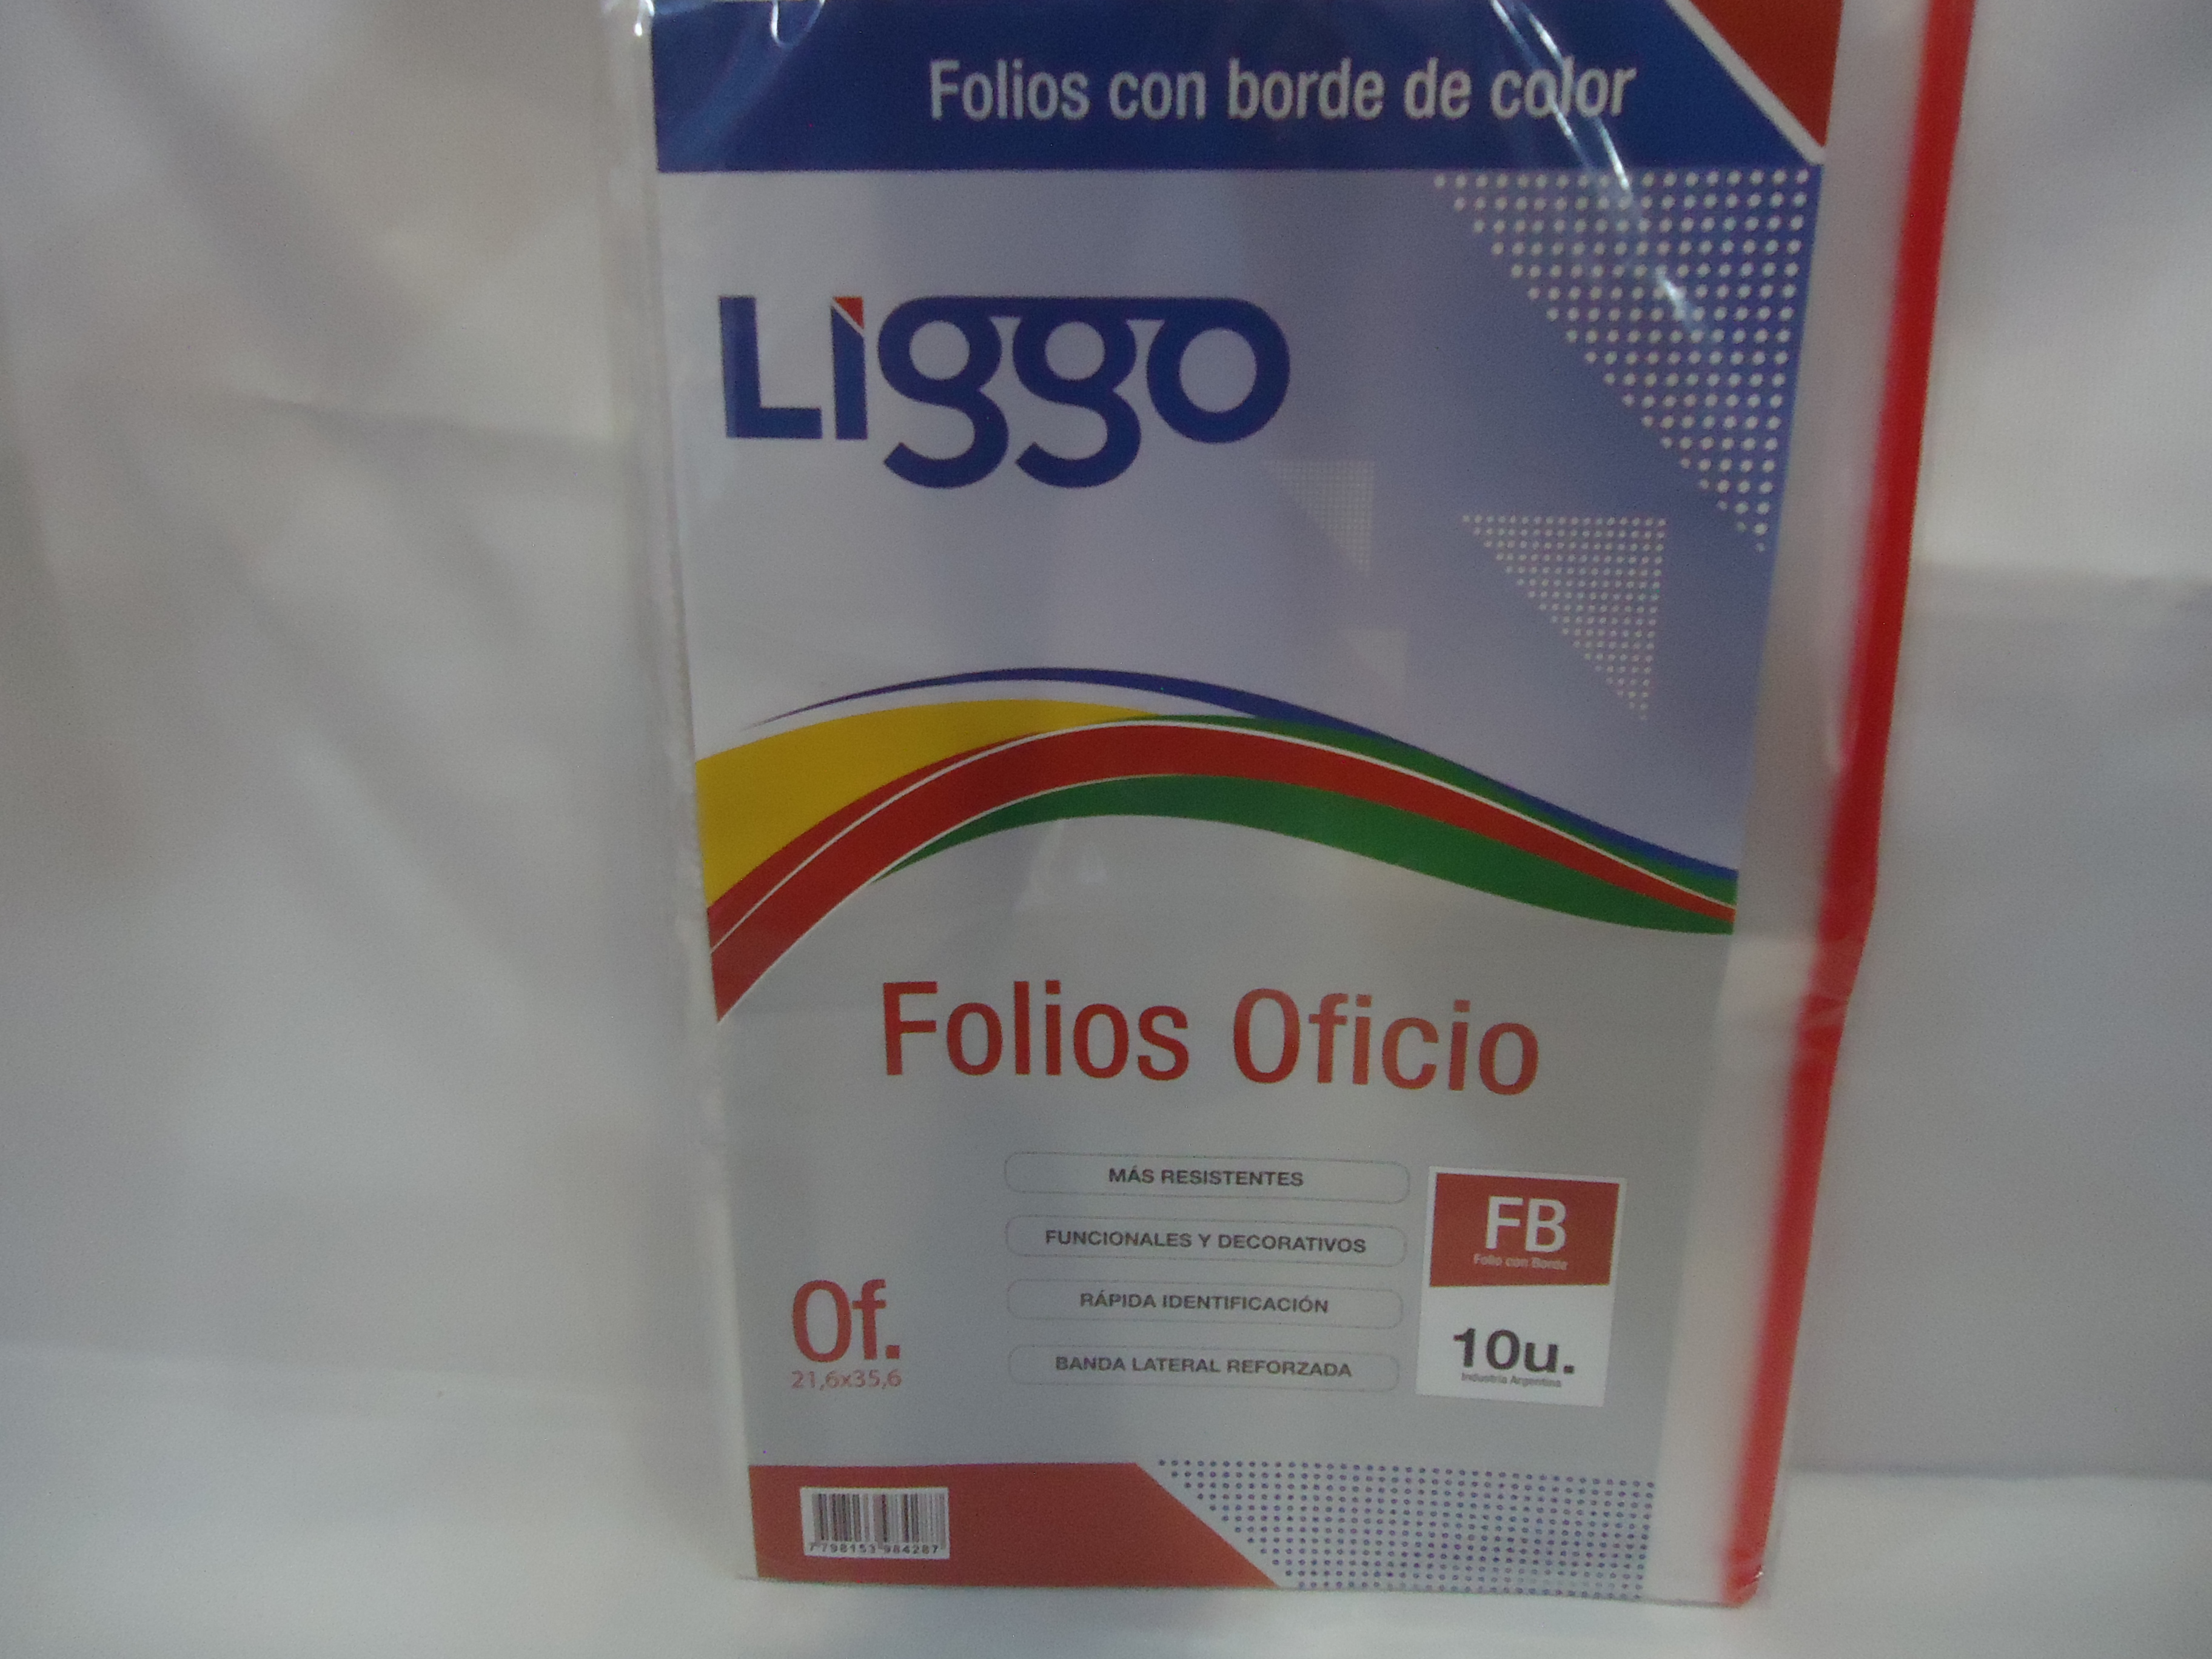 Folios con borde de color
Liggo
Folios Oficio
MÁS RESISTENTES
FUNCIONALES Y DECORATIVOS
RÁPIDA IDENTIFICACIÓN
BANDA LATERAL REFORZADA
FB
Folio con Borde
10u.
Industria Argentina
Of.
21,6x35,6
7 798153 984287